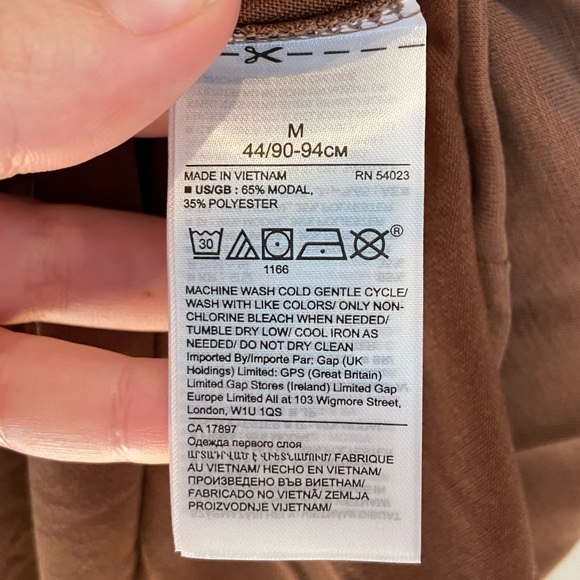 M
44/90-94CM
MADE IN VIETNAM RN 54023
■ US/GB : 65% MODAL,
35% POLYESTER
30
®
1166
MACHINE WASH COLD GENTLE CYCLE/
WASH WITH LIKE COLORS/ ONLY NON-
CHLORINE BLEACH WHEN NEEDED/
TUMBLE DRY LOW/ COOL IRON AS
NEEDED/ DO NOT DRY CLEAN
Imported By/Importe Par: Gap (UK
Holdings) Limited: GPS (Great Britain)
Limited Gap Stores (Ireland) Limited Gap
Europe Limited All at 103 Wigmore Street,
London, W1U 1QS
CA 17897
Одежда первого слоя
ԱՐՏԱԴՐՎԱԾ Է ՎԻԵՏՆԱՄՈՒՄ/ FABRIQUE
AU VIETNAM/ HECHO EN VIETNAM/
ПРОИЗВЕДЕНО ВЪВ ВИЕТНАМ/
FABRICADO NO VIETNÃ/ ZEMLJA
PROIZVODNJE VIJETNAM/